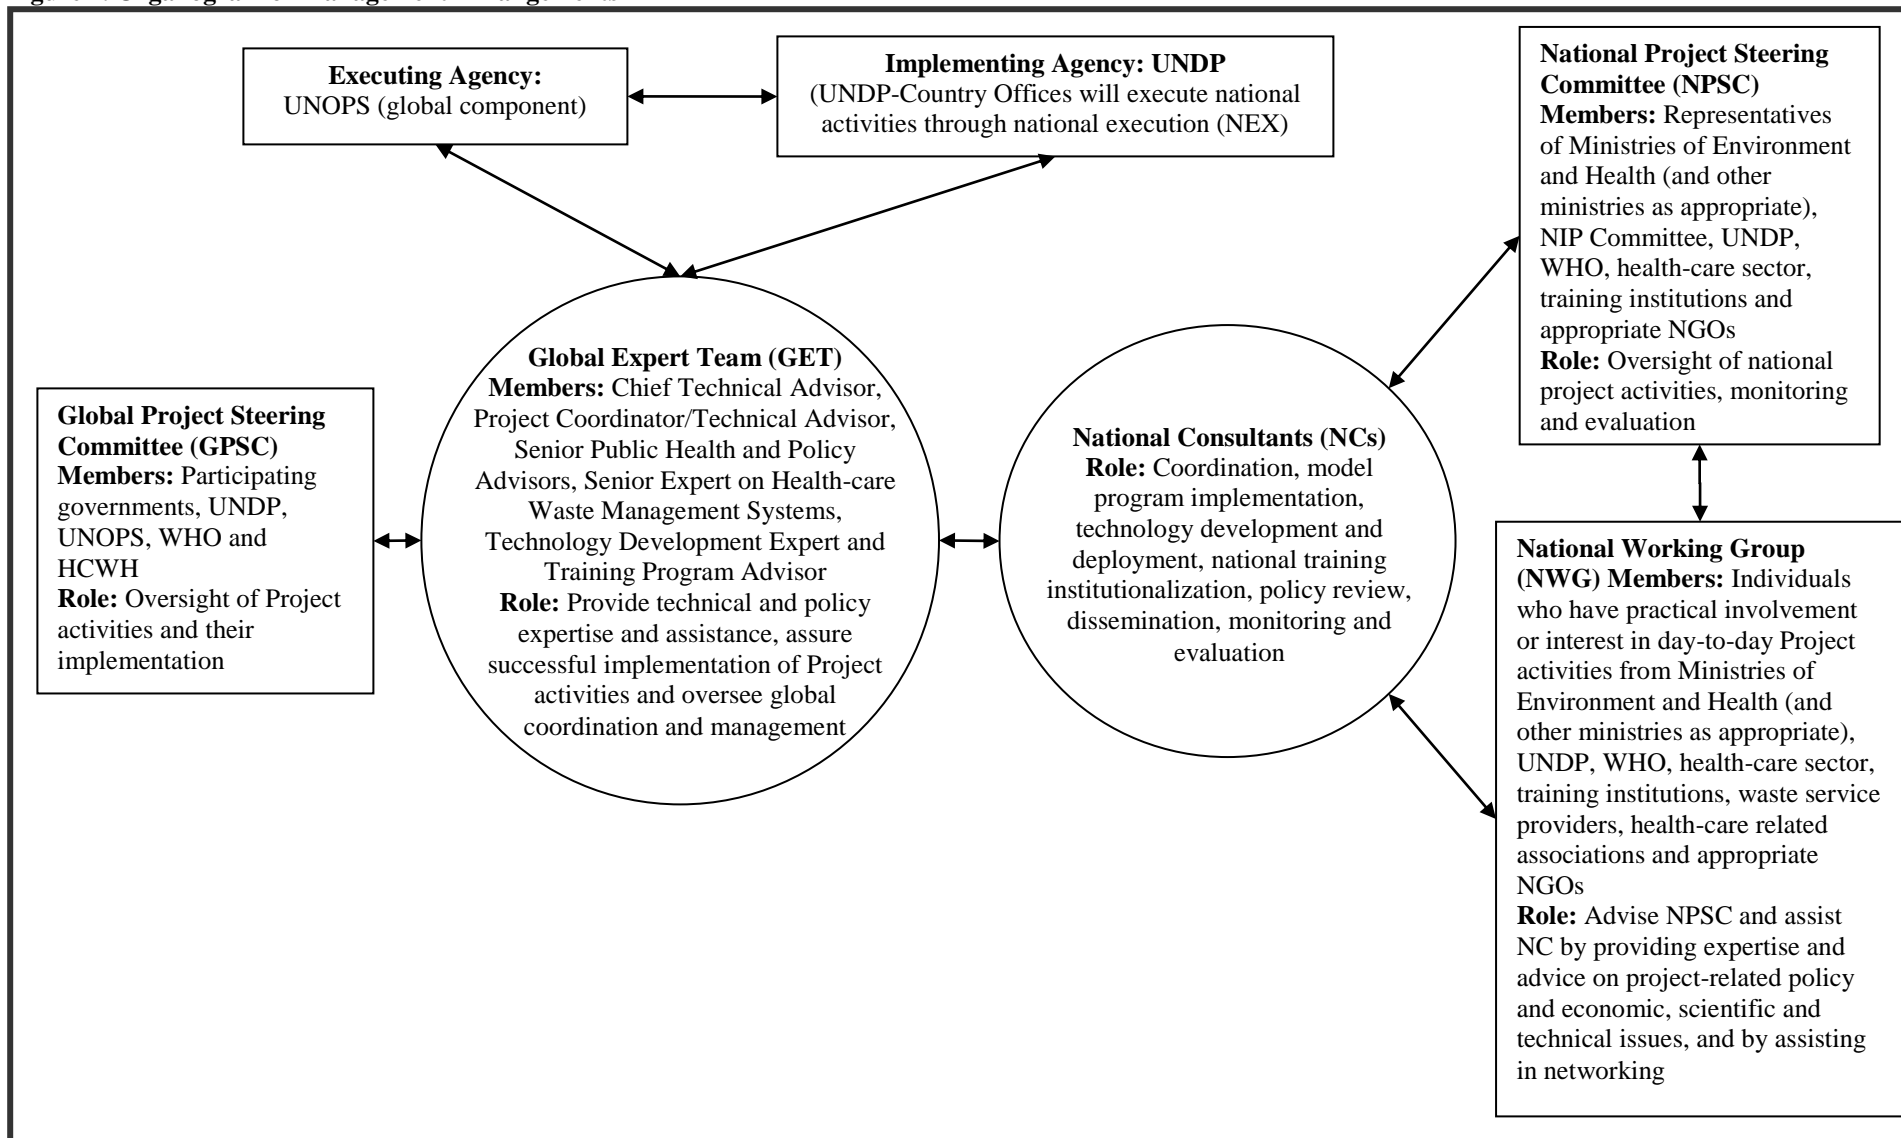 Executing Agency:
UNOPS (global component)
Implementing Agency: UNDP
(UNDP-Country Offices will execute national
activities through national execution (NEX)
National Project Steering
Committee (NPSC)
Members: Representatives
of Ministries of Environment
and Health (and other
ministries as appropriate),
NIP Committee, UNDP,
WHO, health-care sector,
training institutions and
appropriate NGOs
Role: Oversight of national
project activities, monitoring
and evaluation
Global Project Steering
Committee (GPSC)
Members: Participating
governments, UNDP,
UNOPS, WHO and
HCWH
Role: Oversight of Project
activities and their
implementation
Global Expert Team (GET)
Members: Chief Technical Advisor,
Project Coordinator/Technical Advisor,
Senior Public Health and Policy
Advisors, Senior Expert on Health-care
Waste Management Systems,
Technology Development Expert and
Training Program Advisor
Role: Provide technical and policy
expertise and assistance, assure
successful implementation of Project
activities and oversee global
coordination and management
National Consultants (NCs)
Role: Coordination, model
program implementation,
technology development and
deployment, national training
institutionalization, policy review,
dissemination, monitoring and
evaluation
National Working Group
(NWG) Members: Individuals
who have practical involvement
or interest in day-to-day Project
activities from Ministries of
Environment and Health (and
other ministries as appropriate),
UNDP, WHO, health-care sector,
training institutions, waste service
providers, health-care related
associations and appropriate
NGOs
Role: Advise NPSC and assist
NC by providing expertise and
advice on project-related policy
and economic, scientific and
technical issues, and by assisting
in networking